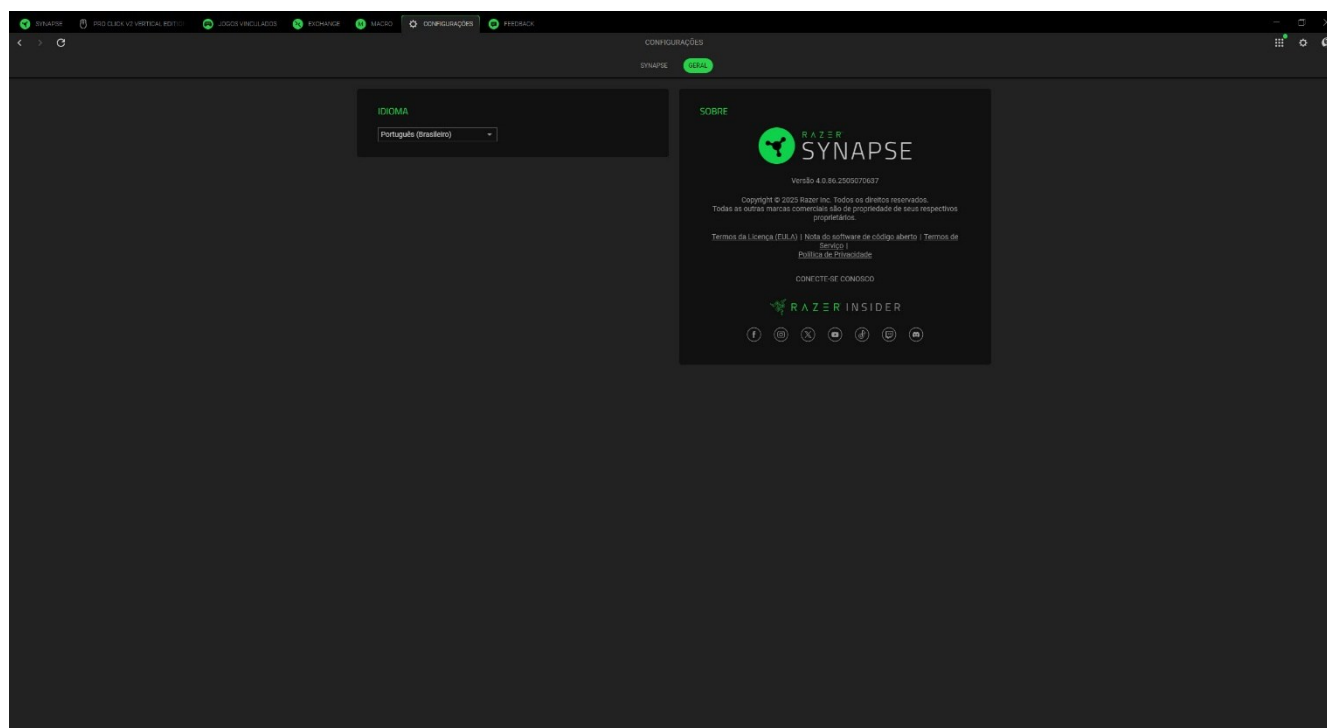 SYNAPSE PRO CLICK V2 VERTICAL EDITIO JOGOS VINCULADOS EXCHANGE MACRO CONFIGURAÇÕES FEEDBACK
CONFIGURAÇÕES
SYNAPSE GERAL
IDIOMA
Português (Brasileiro)
SOBRE
RAZER
SYNAPSE
Versão 4.0.86.2505070637
Copyright © 2025 Razer Inc. Todos os direitos reservados.
Todas as outras marcas comerciais são de propriedade de seus respectivos
proprietários.
Termos da Licença (EULA) | Nota do software de código aberto | Termos de
Serviço |
Política de Privacidade
CONECTE-SE CONOSCO
RAZER INSIDER